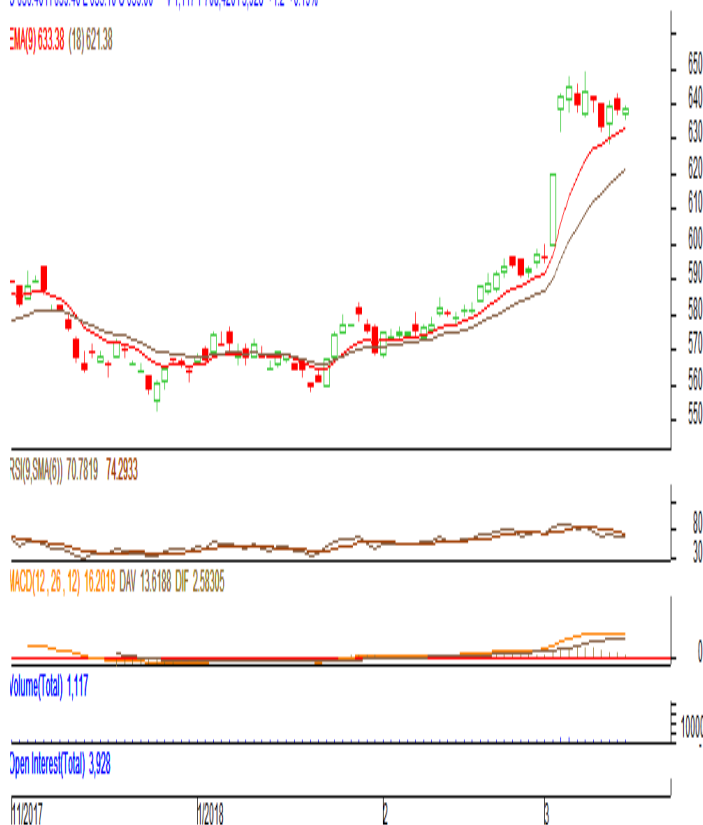 EMA(9) 633.38 (18) 621.38
650
640
630
620
610
600
590
580
570
560
550
RSI(9,SMA(6)) 70.7819 74.2933
80
30
MACD(12 , 26 , 12) 16.2019 DAV 13.6188 DIF 2.58305
0
Volume(Total) 1,117
10000
Open Interest(Total) 3,928
11/2017 1/2018 2 3